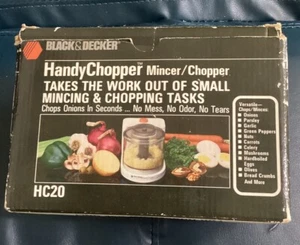 BLACK&DECKER
HandyChopper™ Mincer/Chopper
TAKES THE WORK OUT OF SMALL
MINCING & CHOPPING TASKS
Chops Onions In Seconds ... No Mess, No Odor, No Tears
Versatile—
Chops/Minces:
Onions
Parsley
Garlic
Green Peppers
Nuts
Carrots
Celery
Mushrooms
Hardboiled
Eggs
Olives
Bread Crumbs
And More
HC20